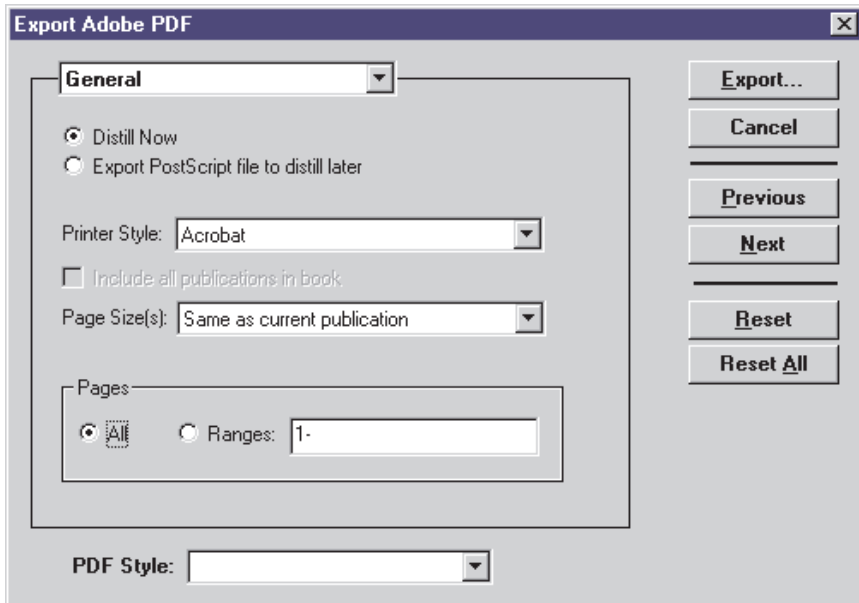 Export Adobe PDF
General
Export...
Cancel
Distill Now
Export PostScript file to distill later
Previous
Printer Style: Acrobat
Next
Include all publications in book
Page Size(s): Same as current publication
Reset
Reset All
Pages
All Ranges: 1-
PDF Style: